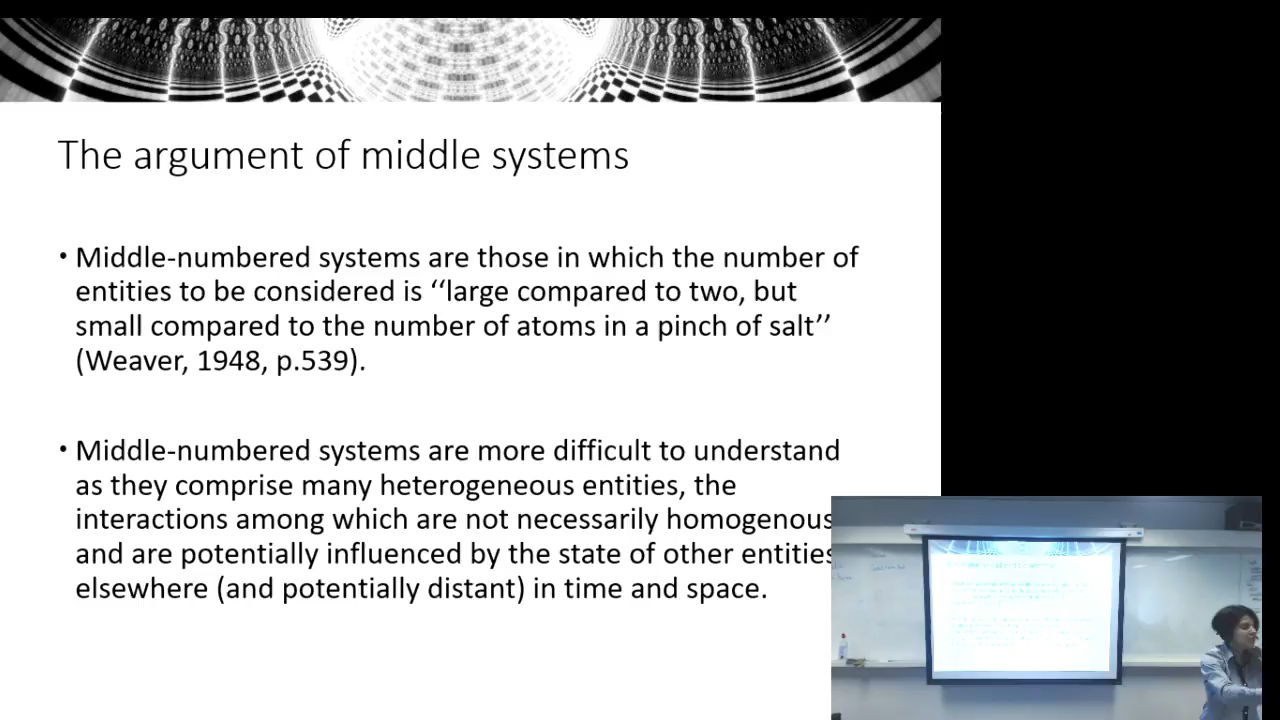 The argument of middle systems
• Middle-numbered systems are those in which the number of
entities to be considered is ‘‘large compared to two, but
small compared to the number of atoms in a pinch of salt’’
(Weaver, 1948, p.539).
• Middle-numbered systems are more difficult to understand
as they comprise many heterogeneous entities, the
interactions among which are not necessarily homogenous
and are potentially influenced by the state of other entities
elsewhere (and potentially distant) in time and space.